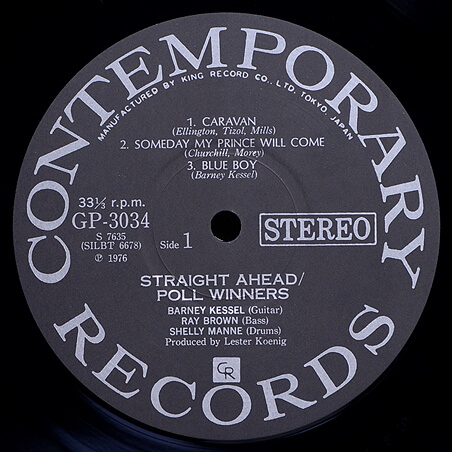 CONTEMPORARY
MANUFACTURED BY KING RECORD CO., LTD. TOKYO, JAPAN
1. CARAVAN
(Ellington, Tizol, Mills)
2. SOMEDAY MY PRINCE WILL COME
(Churchill, Morey)
3. BLUE BOY
(Barney Kessel)
33⅓ r.p.m.
GP-3034
S 7635
(SILBT 6678)
Ⓟ 1976
Side 1
STEREO
STRAIGHT AHEAD/
POLL WINNERS
BARNEY KESSEL (Guitar)
RAY BROWN (Bass)
SHELLY MANNE (Drums)
Produced by Lester Koenig
CR
RECORDS